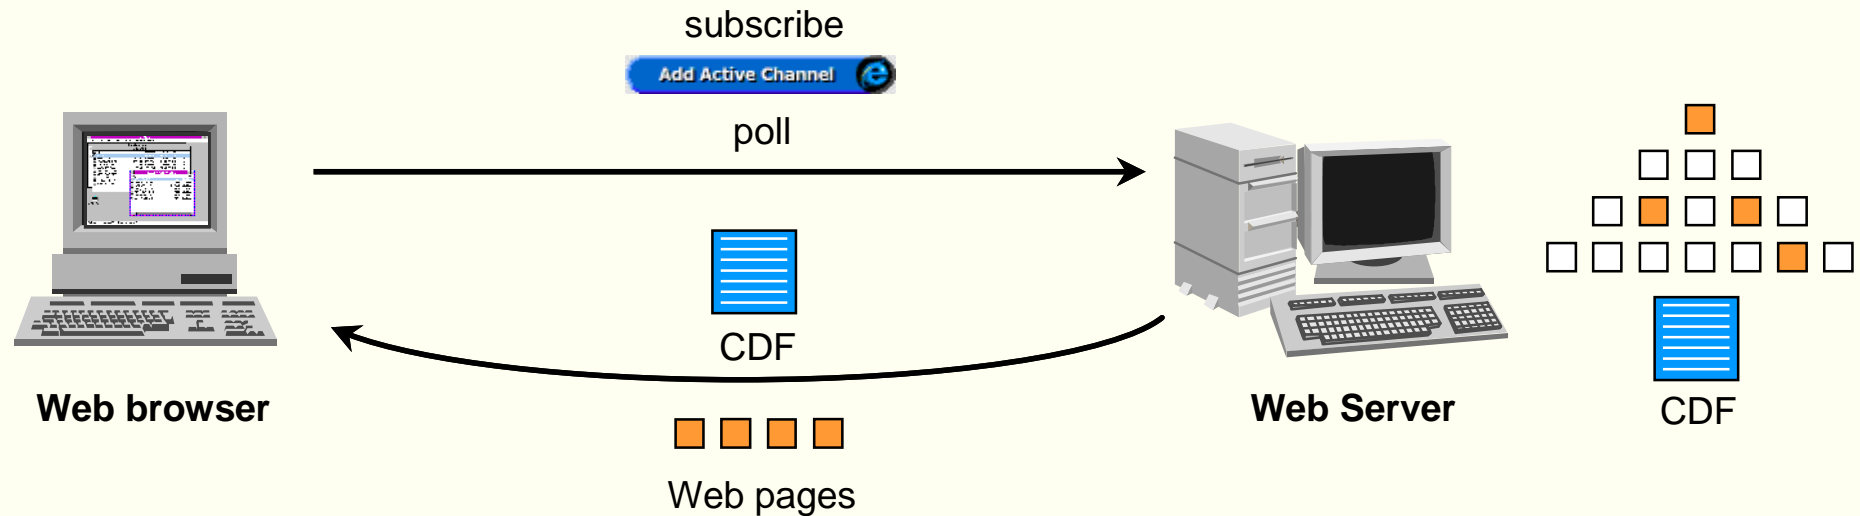 subscribe
Add Active Channel
poll
CDF
Web browser
Web Server
CDF
Web pages